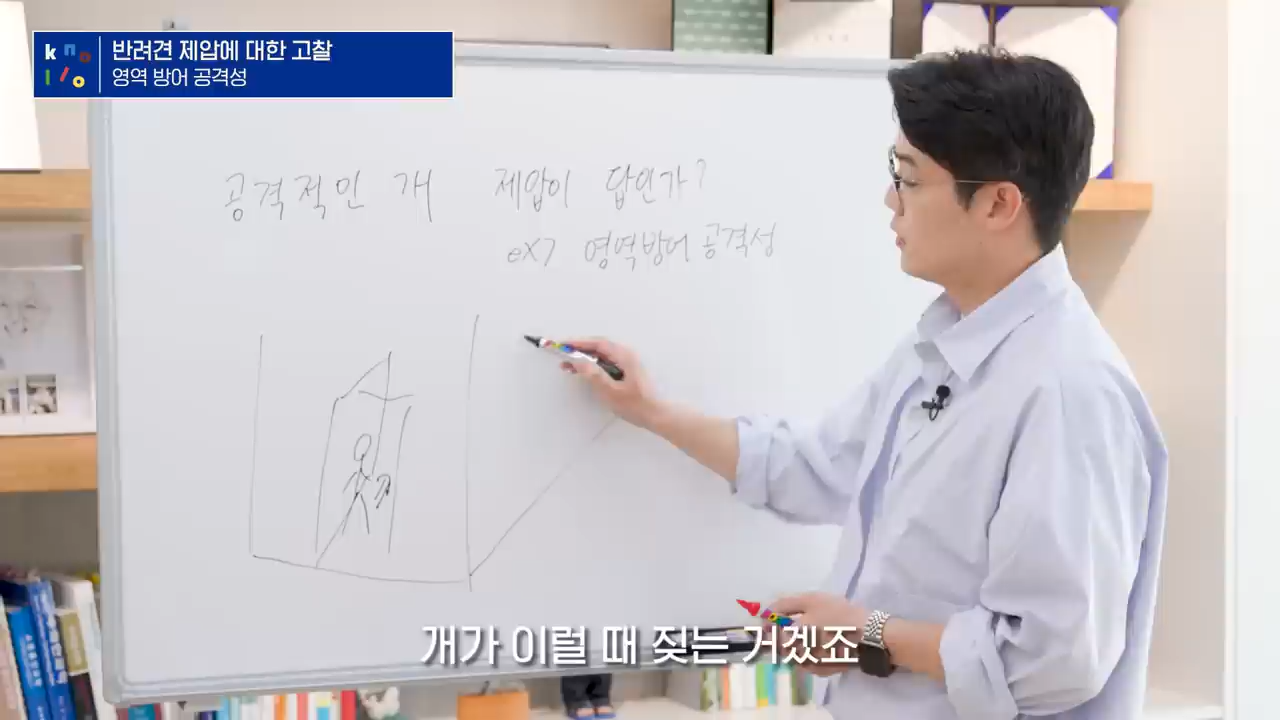 knollo
반려견 제압에 대한 고찰
영역 방어 공격성
공격적인 개 제압이 답인가?
ex) 영역방어 공격성
개가 이럴 때 짖는 거겠죠